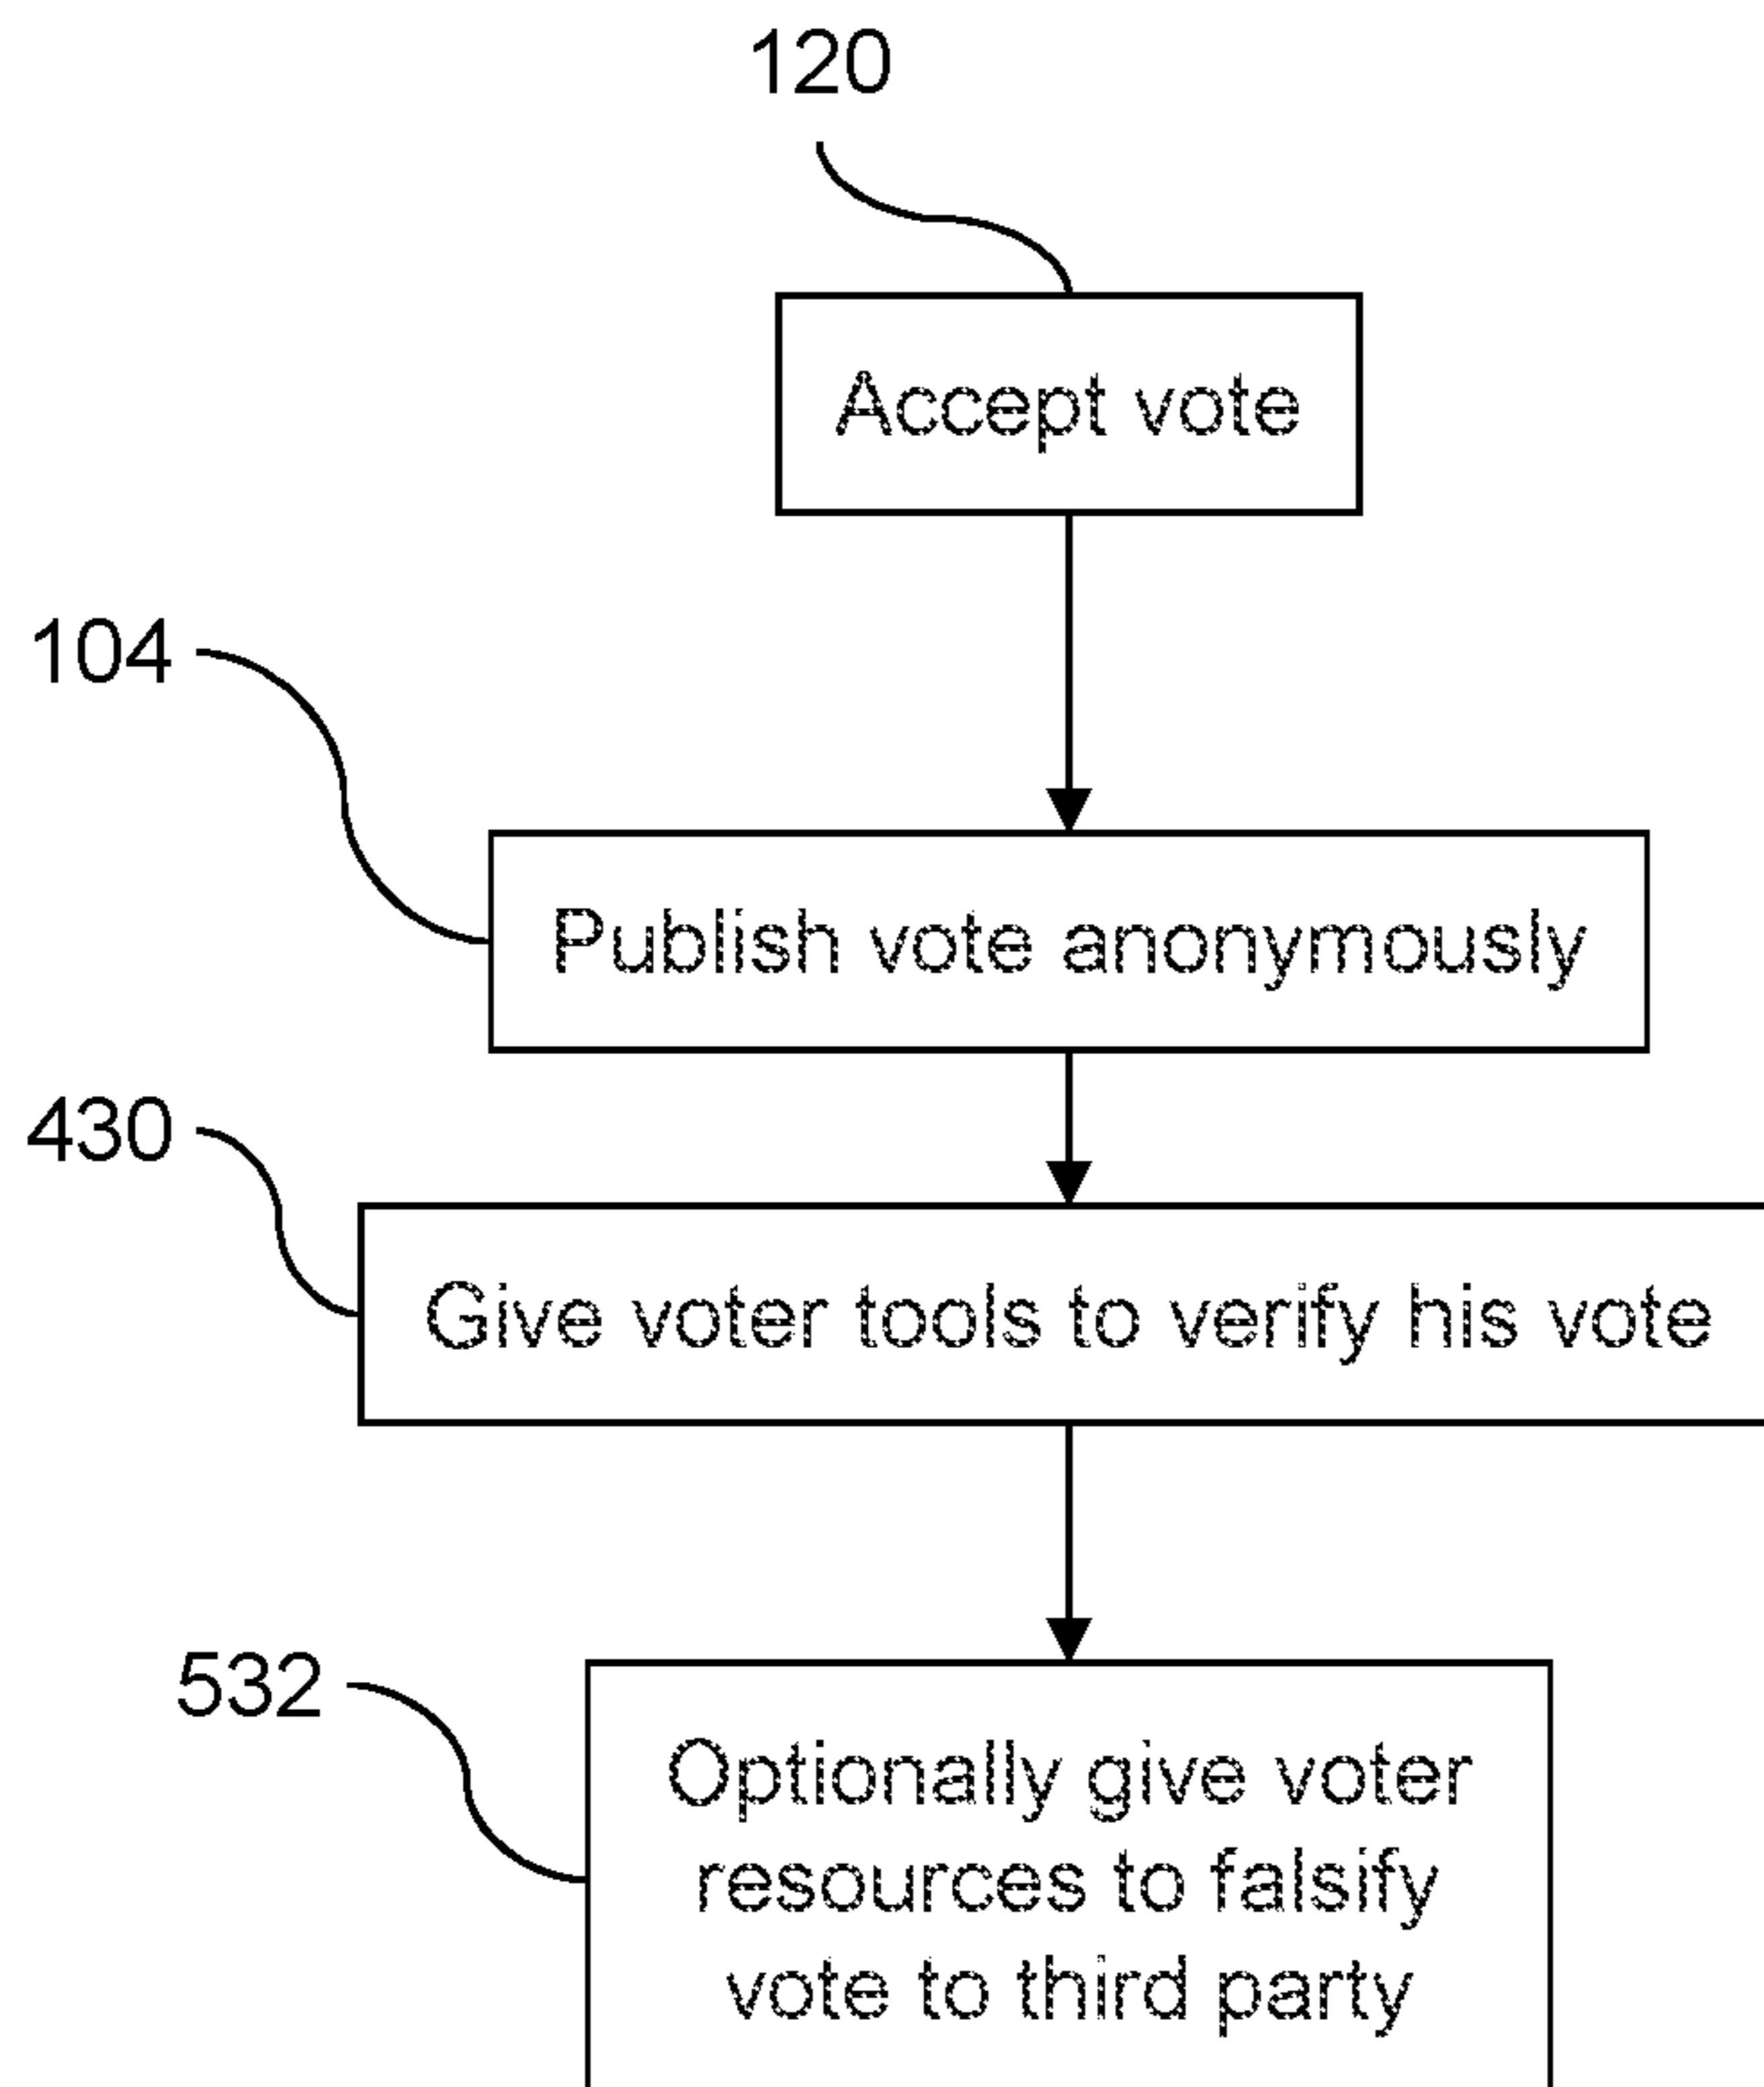 120
Accept vote
104
Publish vote anonymously
430
Give voter tools to verify his vote
532
Optionally give voter
resources to falsify
vote to third party